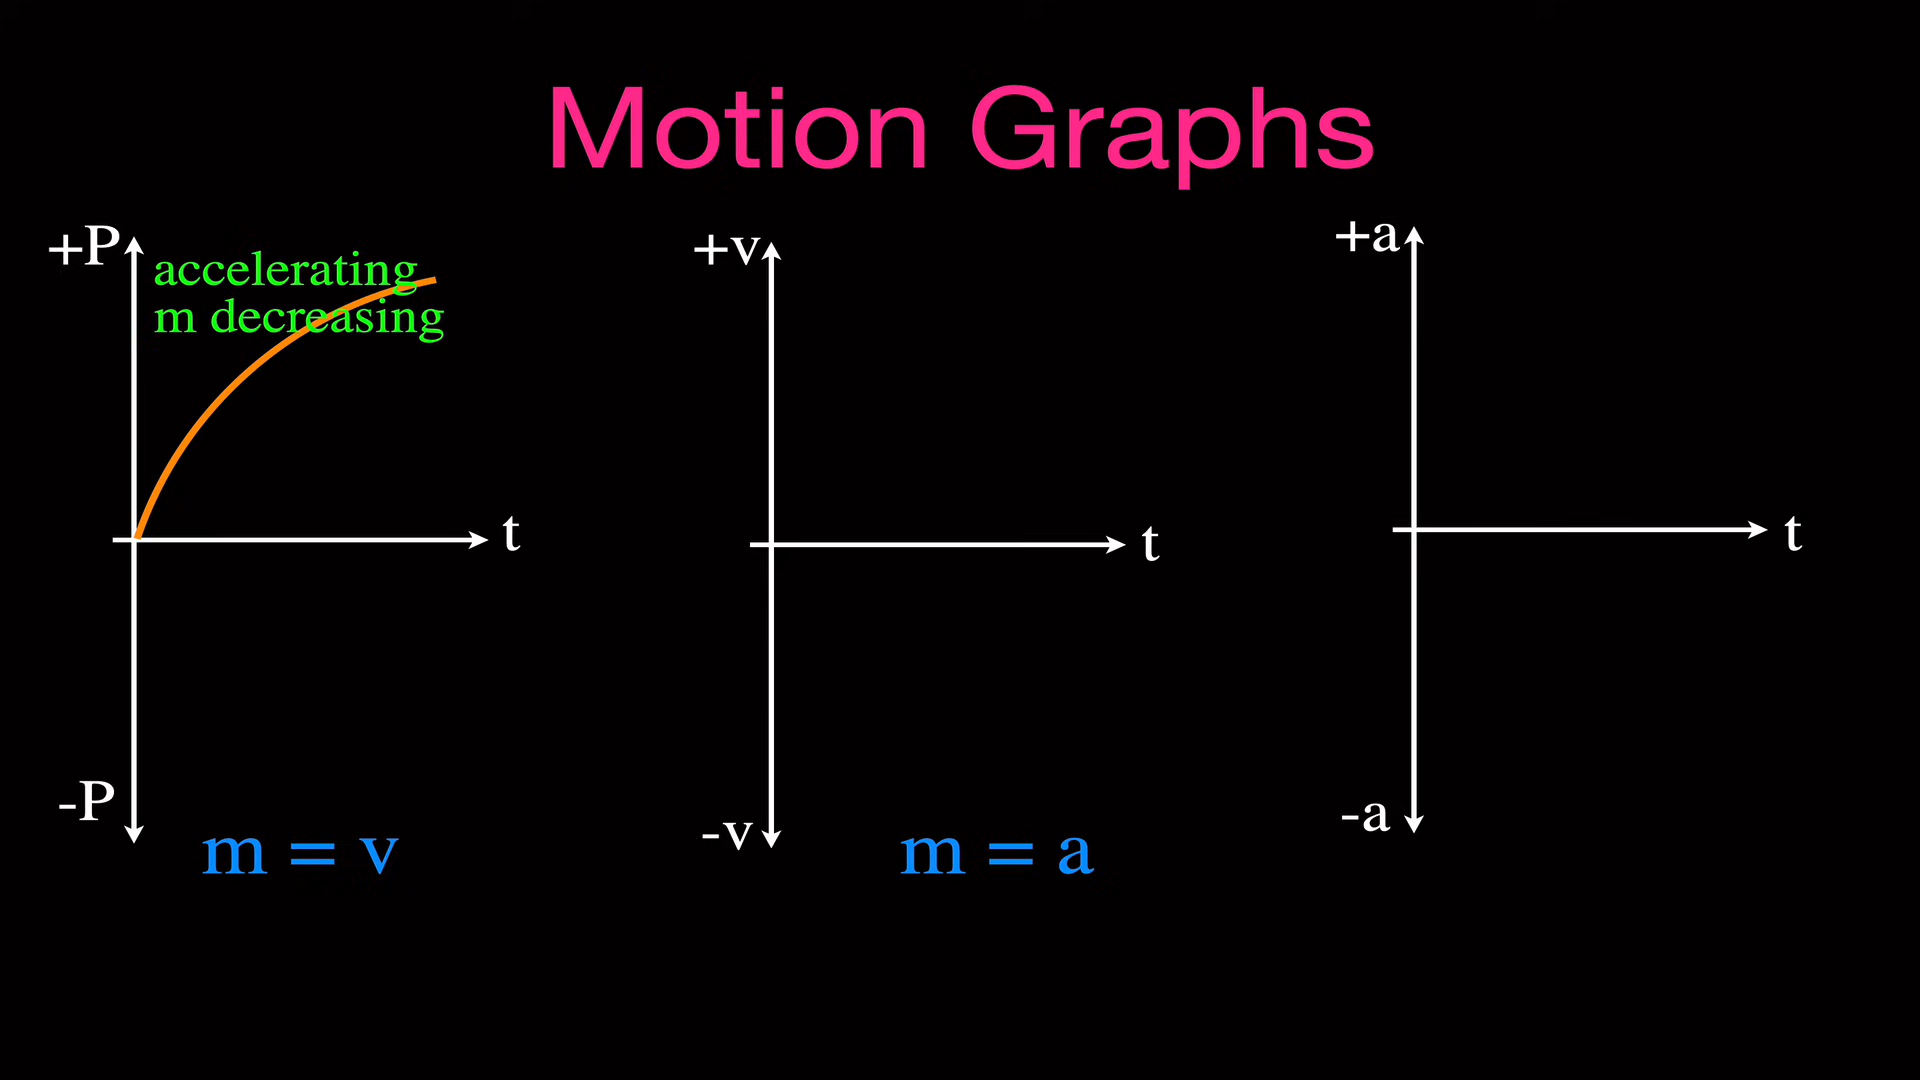 Motion Graphs
+P
accelerating
m decreasing
t
-P
m = v
+v
t
-v
m = a
+a
t
-a